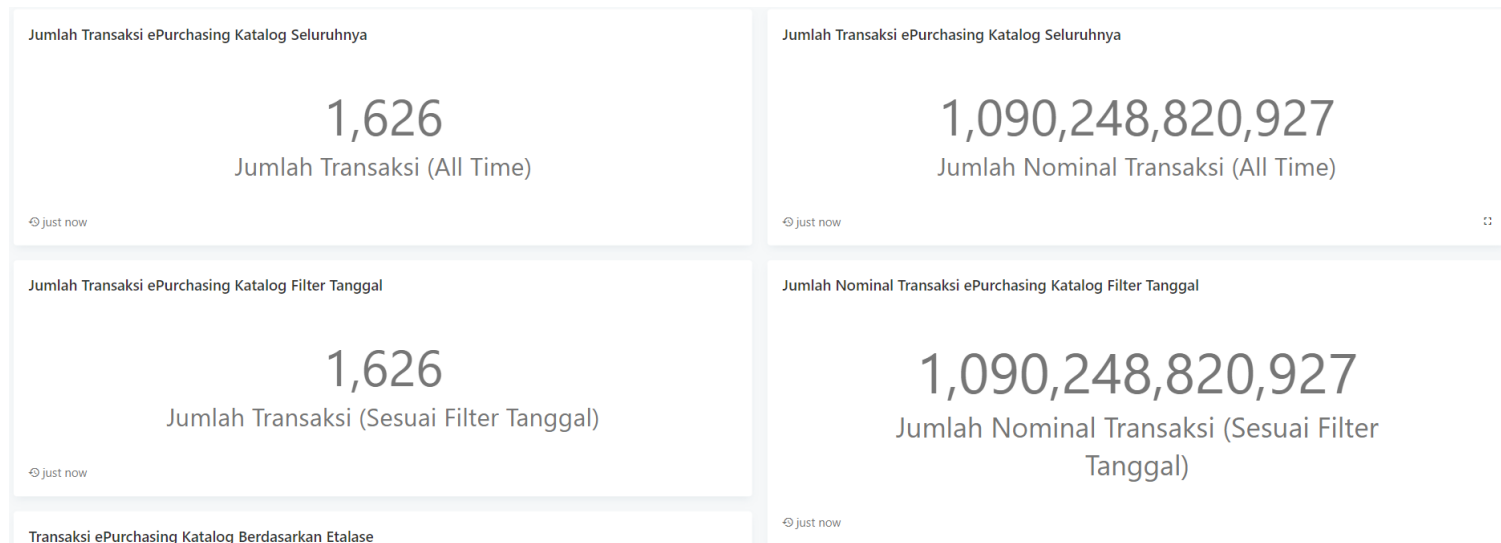 Jumlah Transaksi ePurchasing Katalog Seluruhnya
1,626
Jumlah Transaksi (All Time)
just now
Jumlah Transaksi ePurchasing Katalog Seluruhnya
1,090,248,820,927
Jumlah Nominal Transaksi (All Time)
just now
Jumlah Transaksi ePurchasing Katalog Filter Tanggal
1,626
Jumlah Transaksi (Sesuai Filter Tanggal)
just now
Jumlah Nominal Transaksi ePurchasing Katalog Filter Tanggal
1,090,248,820,927
Jumlah Nominal Transaksi (Sesuai Filter
Tanggal)
just now
Transaksi ePurchasing Katalog Berdasarkan Etalase